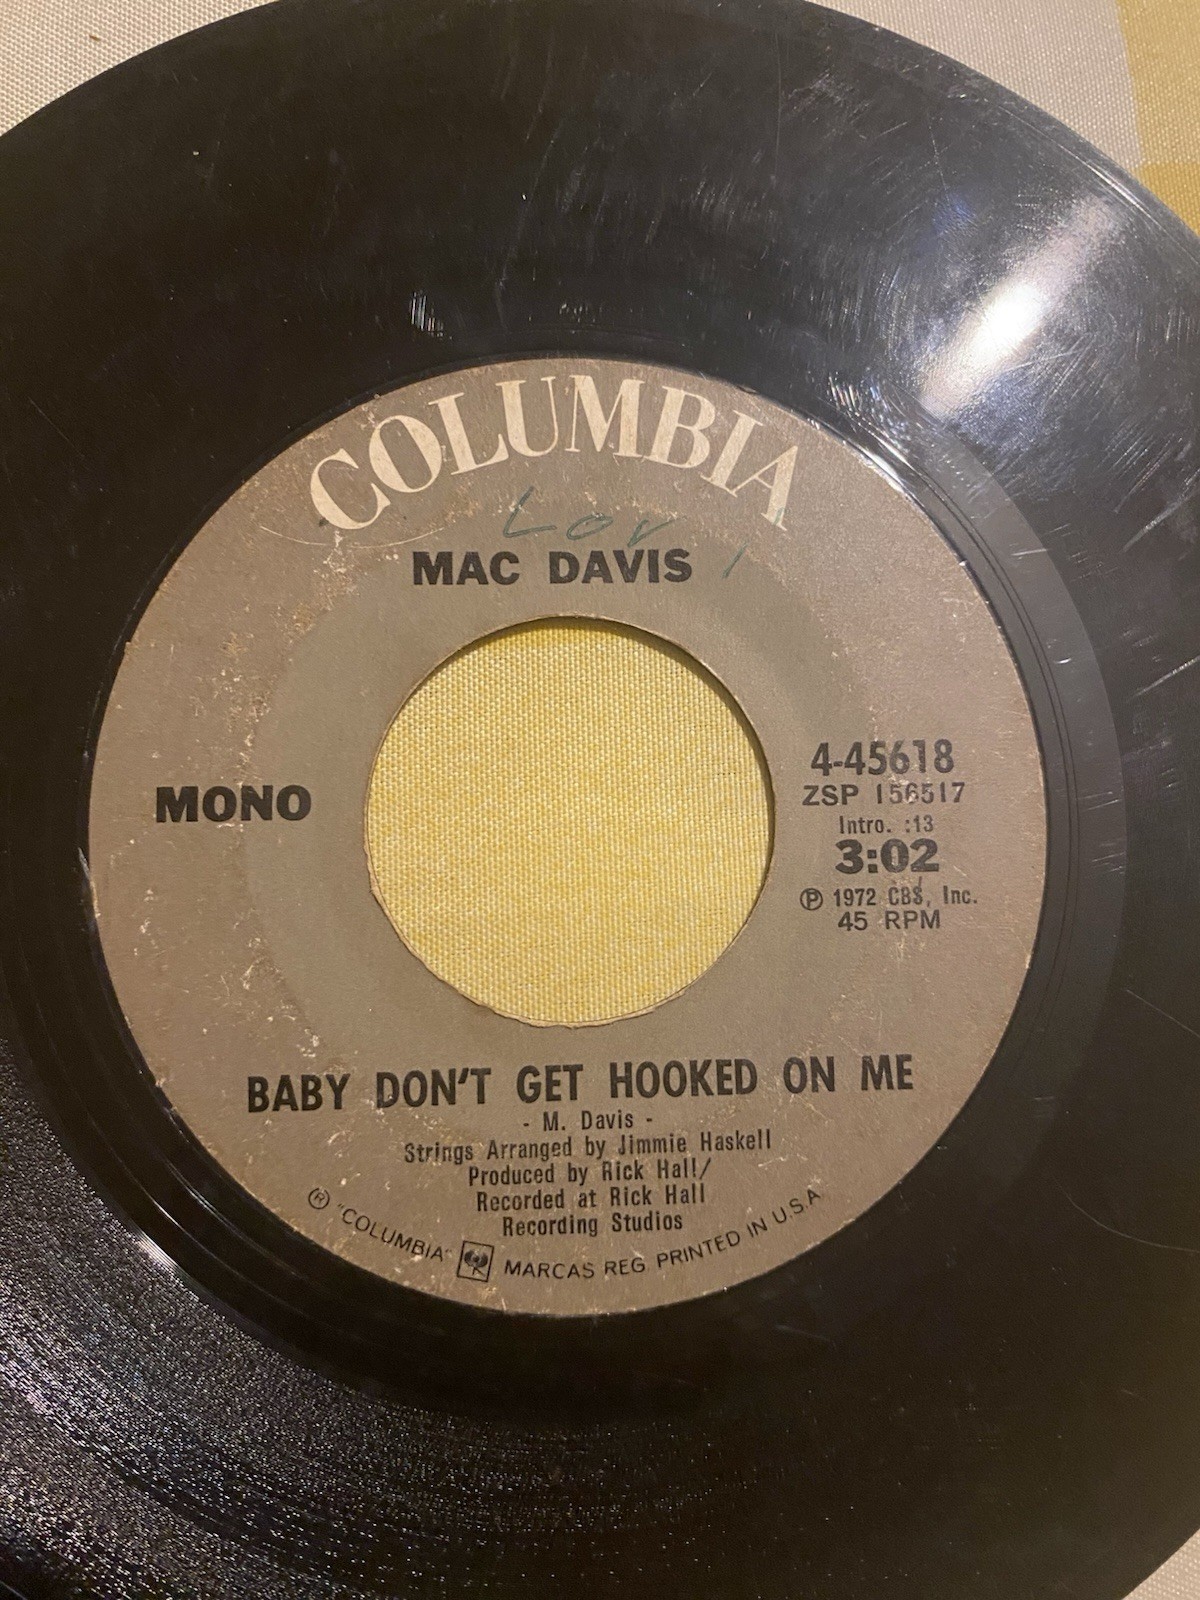 COLUMBIA
MAC DAVIS
MONO
4-45618
ZSP 156517
Intro. :13
3:02
Ⓟ 1972 CBS, Inc.
45 RPM
BABY DON'T GET HOOKED ON ME
- M. Davis -
Strings Arranged by Jimmie Haskell
Produced by Rick Hall/
Recorded at Rick Hall
Recording Studios
® "COLUMBIA" MARCAS REG. PRINTED IN U.S.A